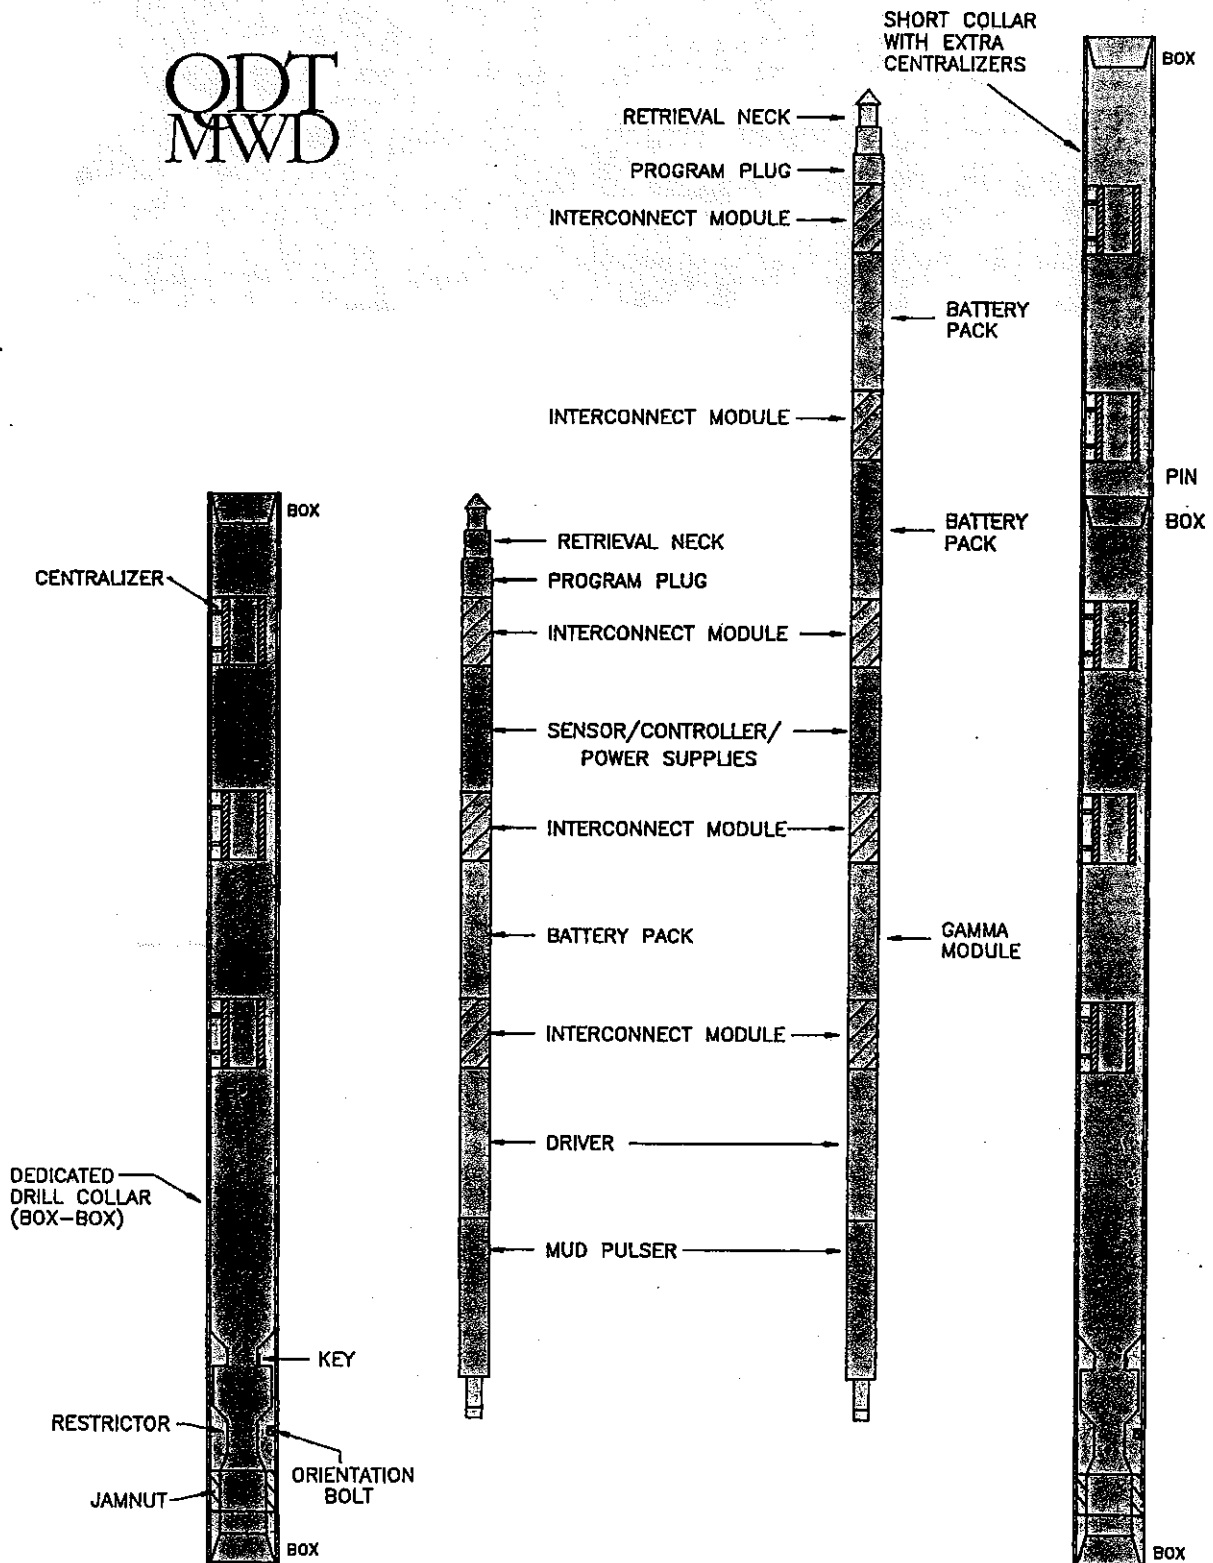 QDT
MWD
SHORT COLLAR
WITH EXTRA
CENTRALIZERS
BOX
RETRIEVAL NECK
PROGRAM PLUG
INTERCONNECT MODULE
BATTERY
PACK
INTERCONNECT MODULE
PIN
BOX
BATTERY
PACK
BOX
RETRIEVAL NECK
CENTRALIZER
PROGRAM PLUG
INTERCONNECT MODULE
SENSOR/CONTROLLER/
POWER SUPPLIES
INTERCONNECT MODULE
BATTERY PACK
GAMMA
MODULE
INTERCONNECT MODULE
DRIVER
DEDICATED
DRILL COLLAR
(BOX-BOX)
MUD PULSER
KEY
RESTRICTOR
ORIENTATION
BOLT
JAMNUT
BOX
BOX